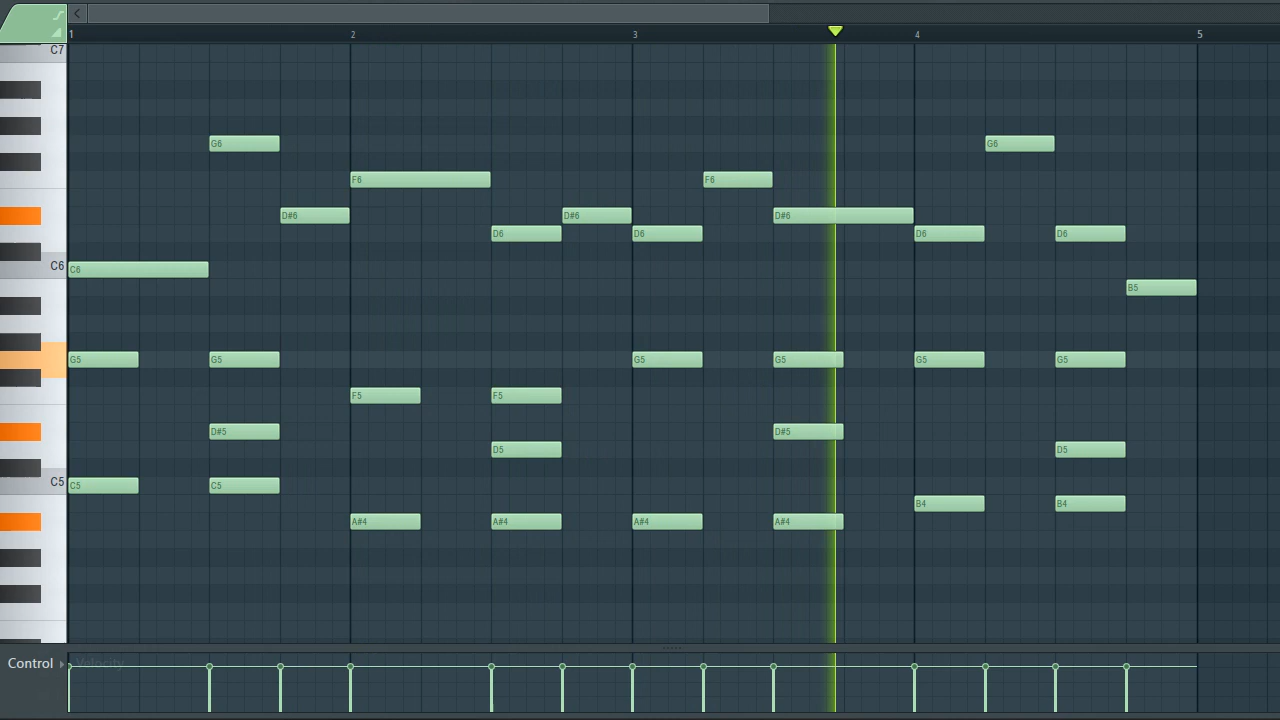 1 2 3 4 5
C7
G6 G6
F6 F6
D#6 D#6 D#6
D6 D6 D6 D6
C6 C6
B5
G5 G5 G5 G5 G5 G5
F5 F5
D#5 D#5
D5 D5
C5 C5 C5
B4 B4
A#4 A#4 A#4 A#4
Control Velocity